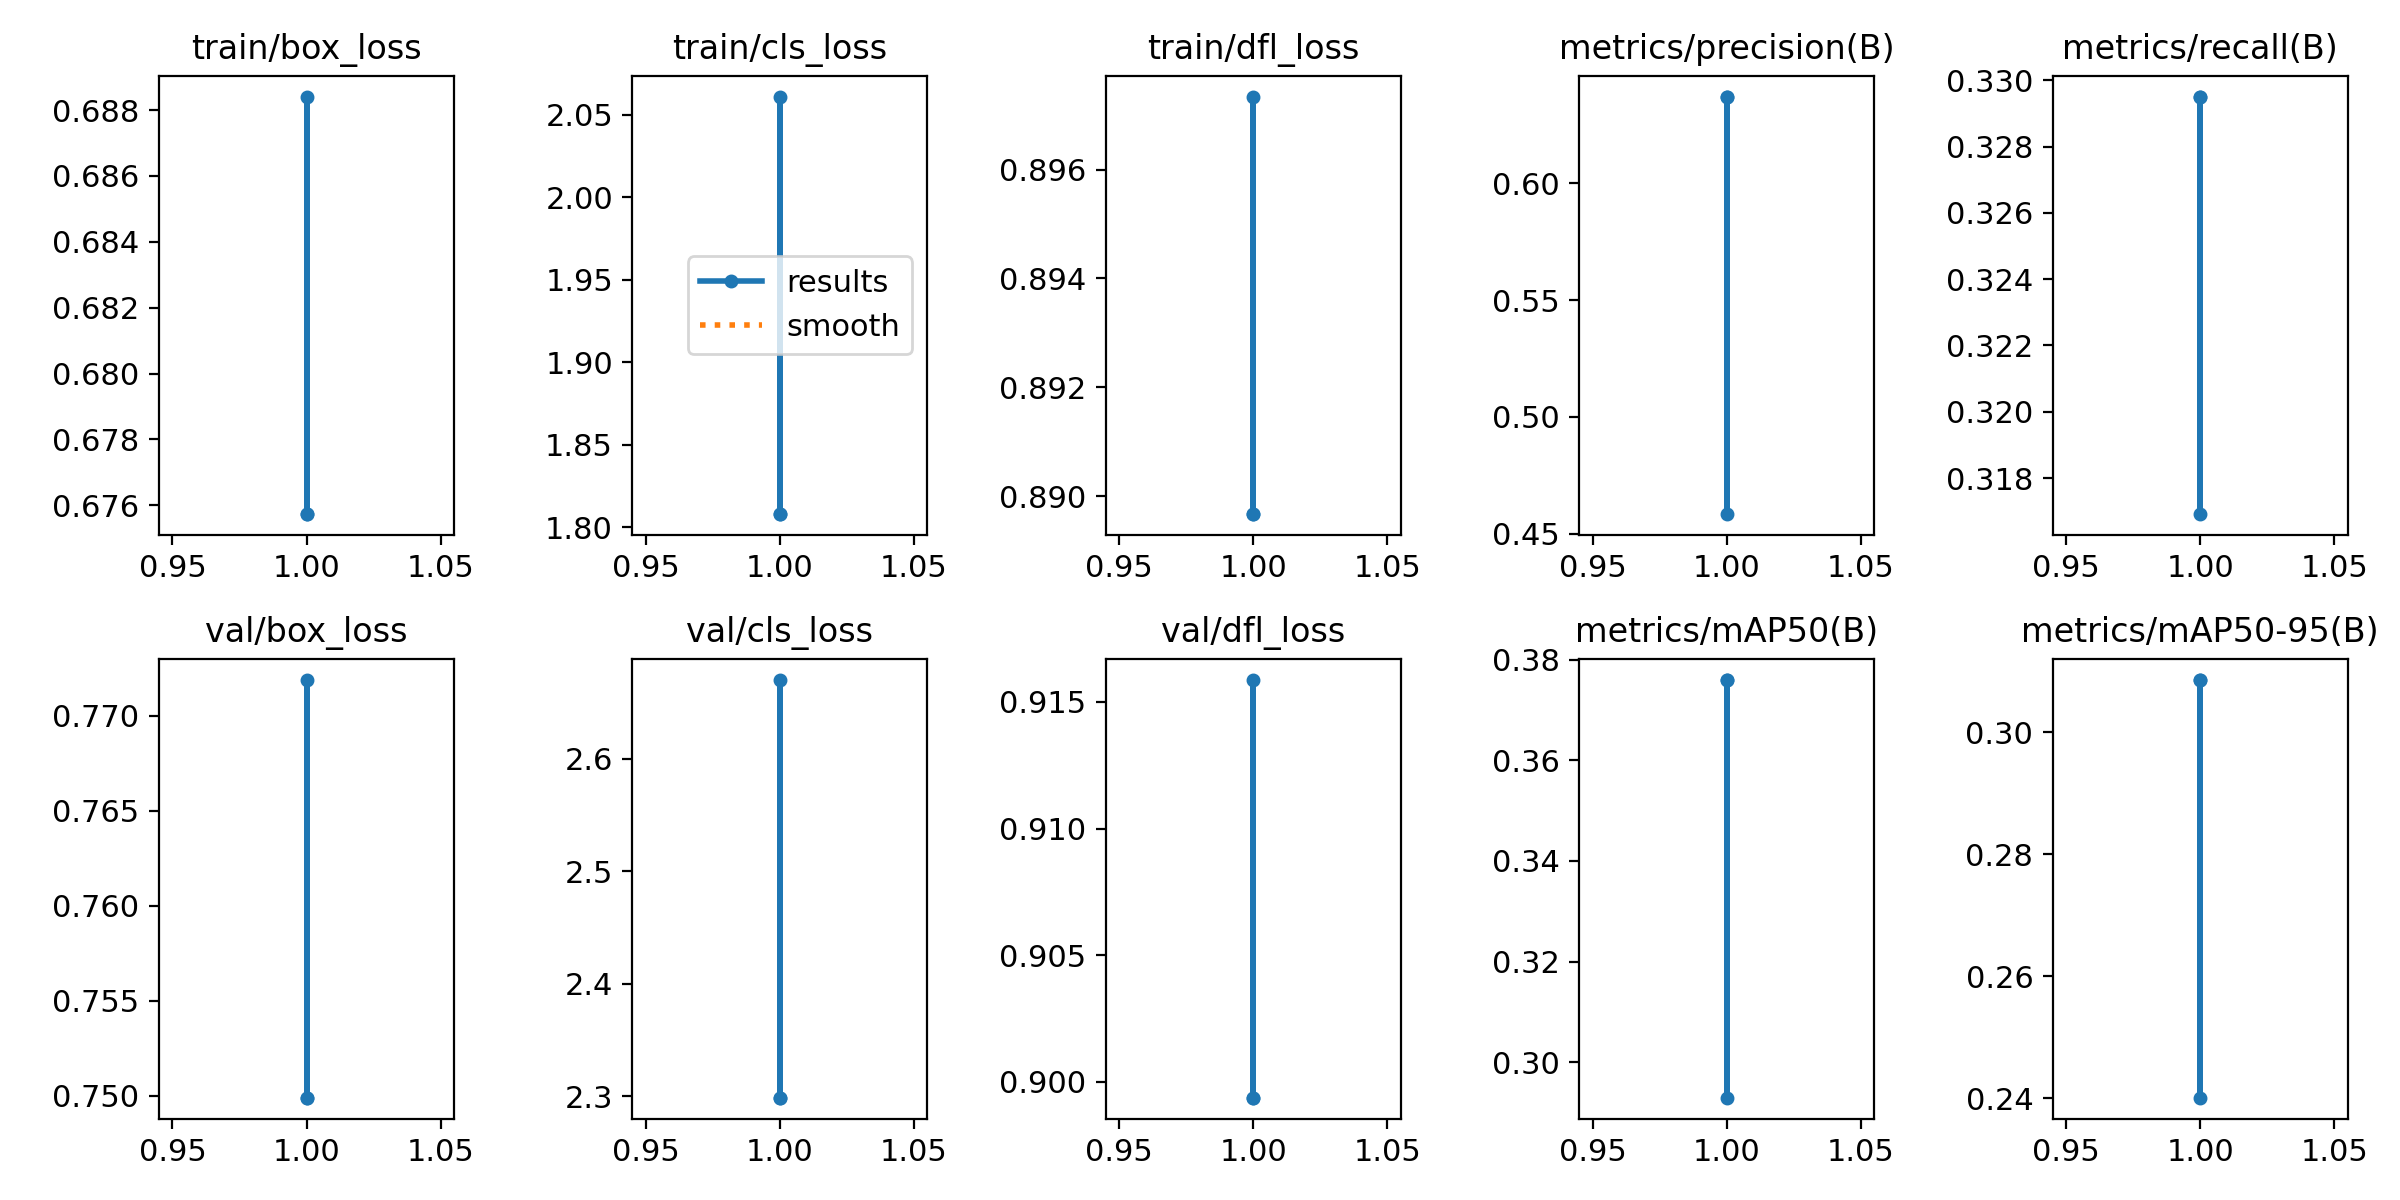 train/box_loss
train/cls_loss
train/dfl_loss
metrics/precision(B)
metrics/recall(B)
0.688
0.686
0.684
0.682
0.680
0.678
0.676
0.95 1.00 1.05
2.05
2.00
1.95
1.90
1.85
1.80
results
smooth
0.95 1.00 1.05
0.896
0.894
0.892
0.890
0.95 1.00 1.05
0.60
0.55
0.50
0.45
0.95 1.00 1.05
0.330
0.328
0.326
0.324
0.322
0.320
0.318
0.95 1.00 1.05
val/box_loss
val/cls_loss
val/dfl_loss
metrics/mAP50(B)
metrics/mAP50-95(B)
0.770
0.765
0.760
0.755
0.750
0.95 1.00 1.05
2.6
2.5
2.4
2.3
0.95 1.00 1.05
0.915
0.910
0.905
0.900
0.95 1.00 1.05
0.38
0.36
0.34
0.32
0.30
0.95 1.00 1.05
0.30
0.28
0.26
0.24
0.95 1.00 1.05